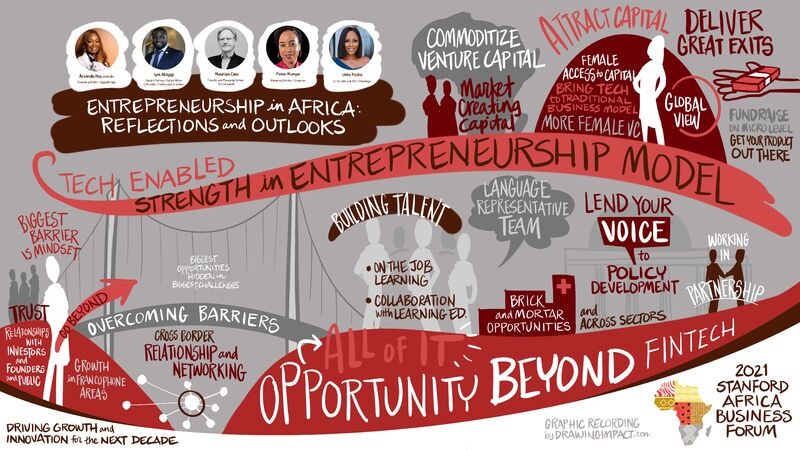 Iyin Aboyeji
Maurizio Caio
ENTREPRENEURSHIP in AFRICA:
REFLECTIONS and OUTLOOKS
COMMODITIZE
VENTURE CAPITAL
Market
Creating
Capital
ATTRACT CAPITAL
FEMALE
ACCESS to CAPITAL
BRING TECH
to TRADITIONAL
BUSINESS MODEL
MORE FEMALE VC
GLOBAL
VIEW
DELIVER
GREAT EXITS
FUNDRAISE
ON MICRO LEVEL
GET YOUR PRODUCT
OUT THERE
TECH ENABLED
STRENGTH in ENTREPRENEURSHIP MODEL
BIGGEST
BARRIER
is MINDSET
TRUST
RELATIONSHIPS
WITH
INVESTORS
and
FOUNDERS
and PUBLIC
GO BEYOND
GROWTH
in FRANCOPHONE
AREAS
BIGGEST
OPPORTUNITIES
HIDDEN in
BIGGEST CHALLENGES
OVERCOMING BARRIERS
CROSS BORDER
RELATIONSHIP and
NETWORKING
BUILDING TALENT
• ON THE JOB
LEARNING
• COLLABORATION
with LEARNING ED.
LANGUAGE
REPRESENTATIVE
TEAM
LEND YOUR
VOICE
to
POLICY
DEVELOPMENT
WORKING
IN
PARTNERSHIP
BRICK
and MORTAR
OPPORTUNITIES
and
ACROSS SECTORS
ALL OF IT
OPPORTUNITY BEYOND FINTECH
DRIVING GROWTH and
INNOVATION for the NEXT DECADE
GRAPHIC RECORDING
by DRAWINGIMPACT.com
2021
STANFORD
AFRICA
BUSINESS
FORUM